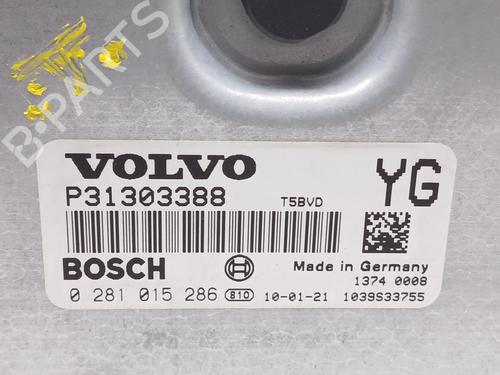 B-PARTS
VOLVO
P31303388 T5BVD YG
BOSCH
Made in Germany
1374 0008
0 281 015 286 B10 10-01-21 1039S33755